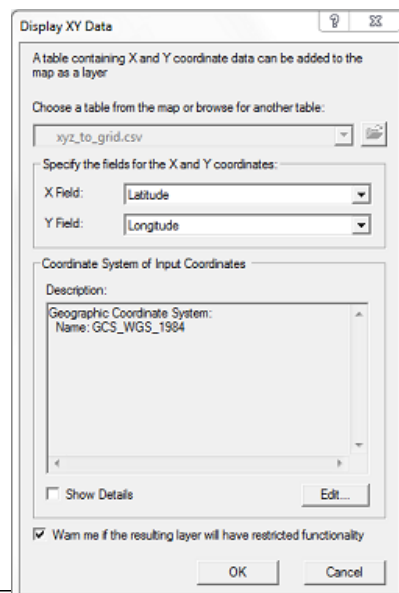 Display XY Data
A table containing X and Y coordinate data can be added to the
map as a layer
Choose a table from the map or browse for another table:
xyz_to_grid.csv
Specify the fields for the X and Y coordinates:
X Field: Latitude
Y Field: Longitude
Coordinate System of Input Coordinates
Description:
Geographic Coordinate System:
Name: GCS_WGS_1984
Show Details Edit...
Warn me if the resulting layer will have restricted functionality
OK Cancel